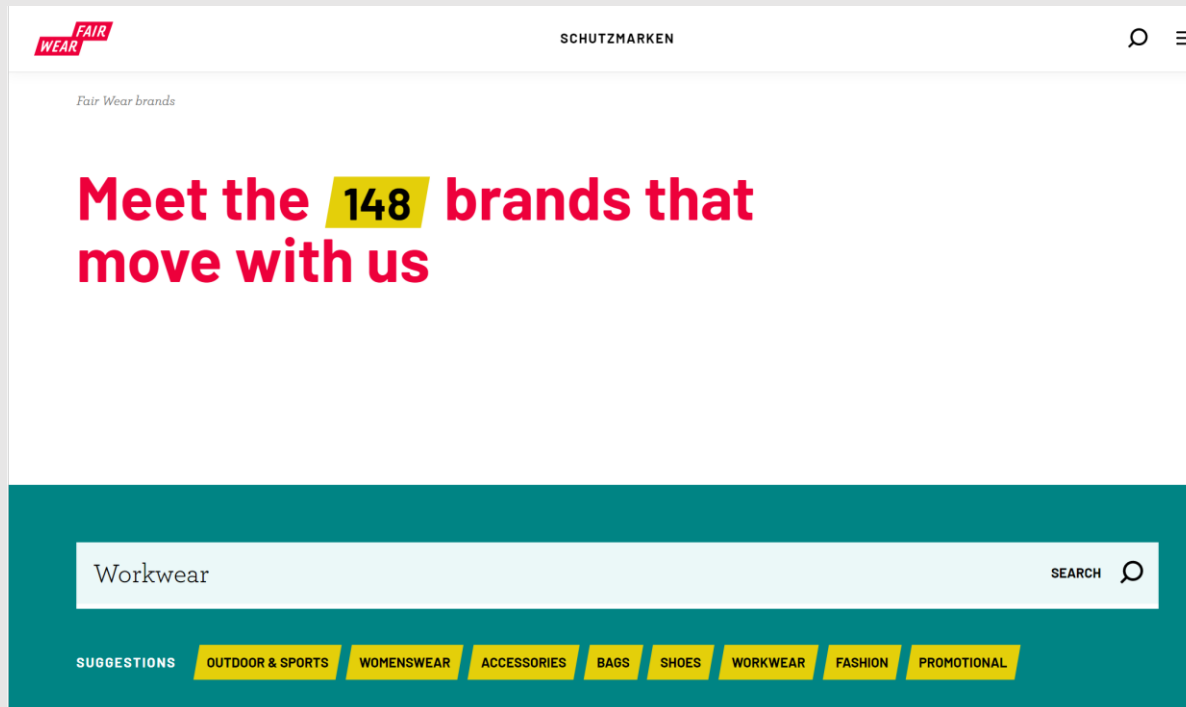 FAIR
WEAR
SCHUTZMARKEN
Fair Wear brands
Meet the 148 brands that
move with us
Workwear
SEARCH
SUGGESTIONS OUTDOOR & SPORTS WOMENSWEAR ACCESSORIES BAGS SHOES WORKWEAR FASHION PROMOTIONAL